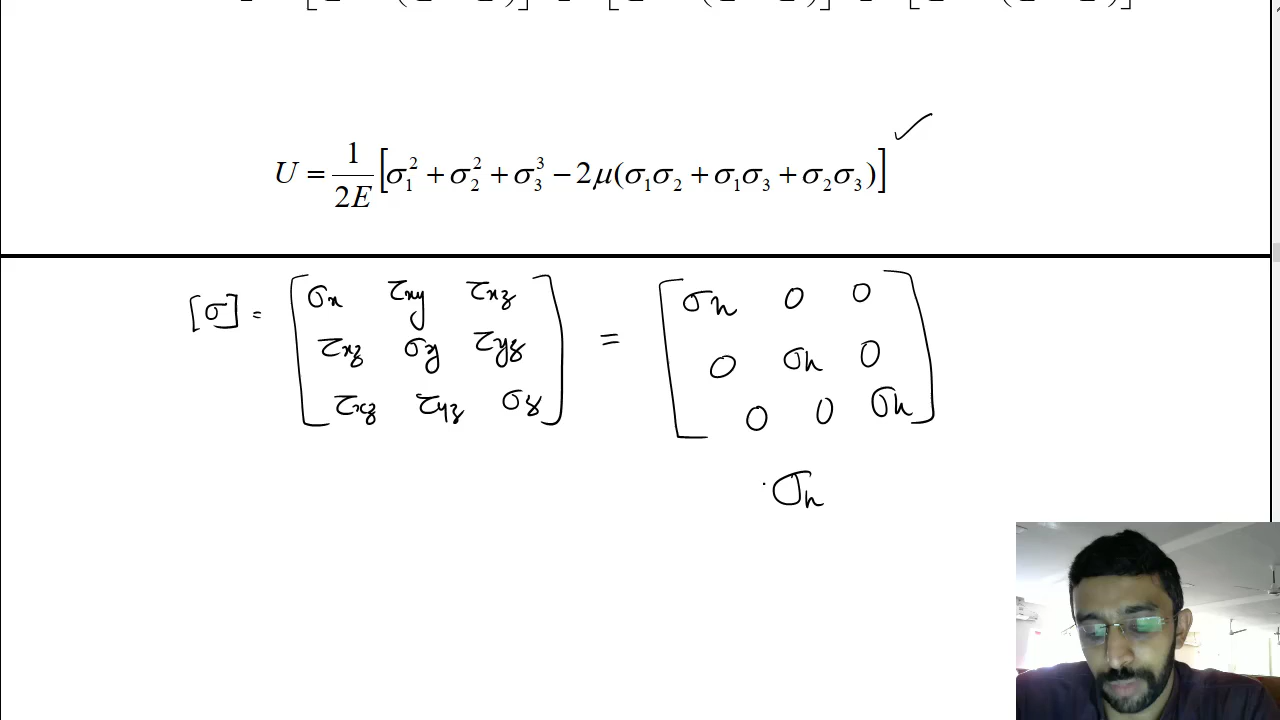 U = 1/2E [σ₁² + σ₂² + σ₃³ − 2μ(σ₁σ₂ + σ₁σ₃ + σ₂σ₃)] ✓
[σ] = [σx τxy τxz = [σh 0 0
τxz σy τyz 0 σh 0
τxz τyz σz] 0 0 σh]
σh